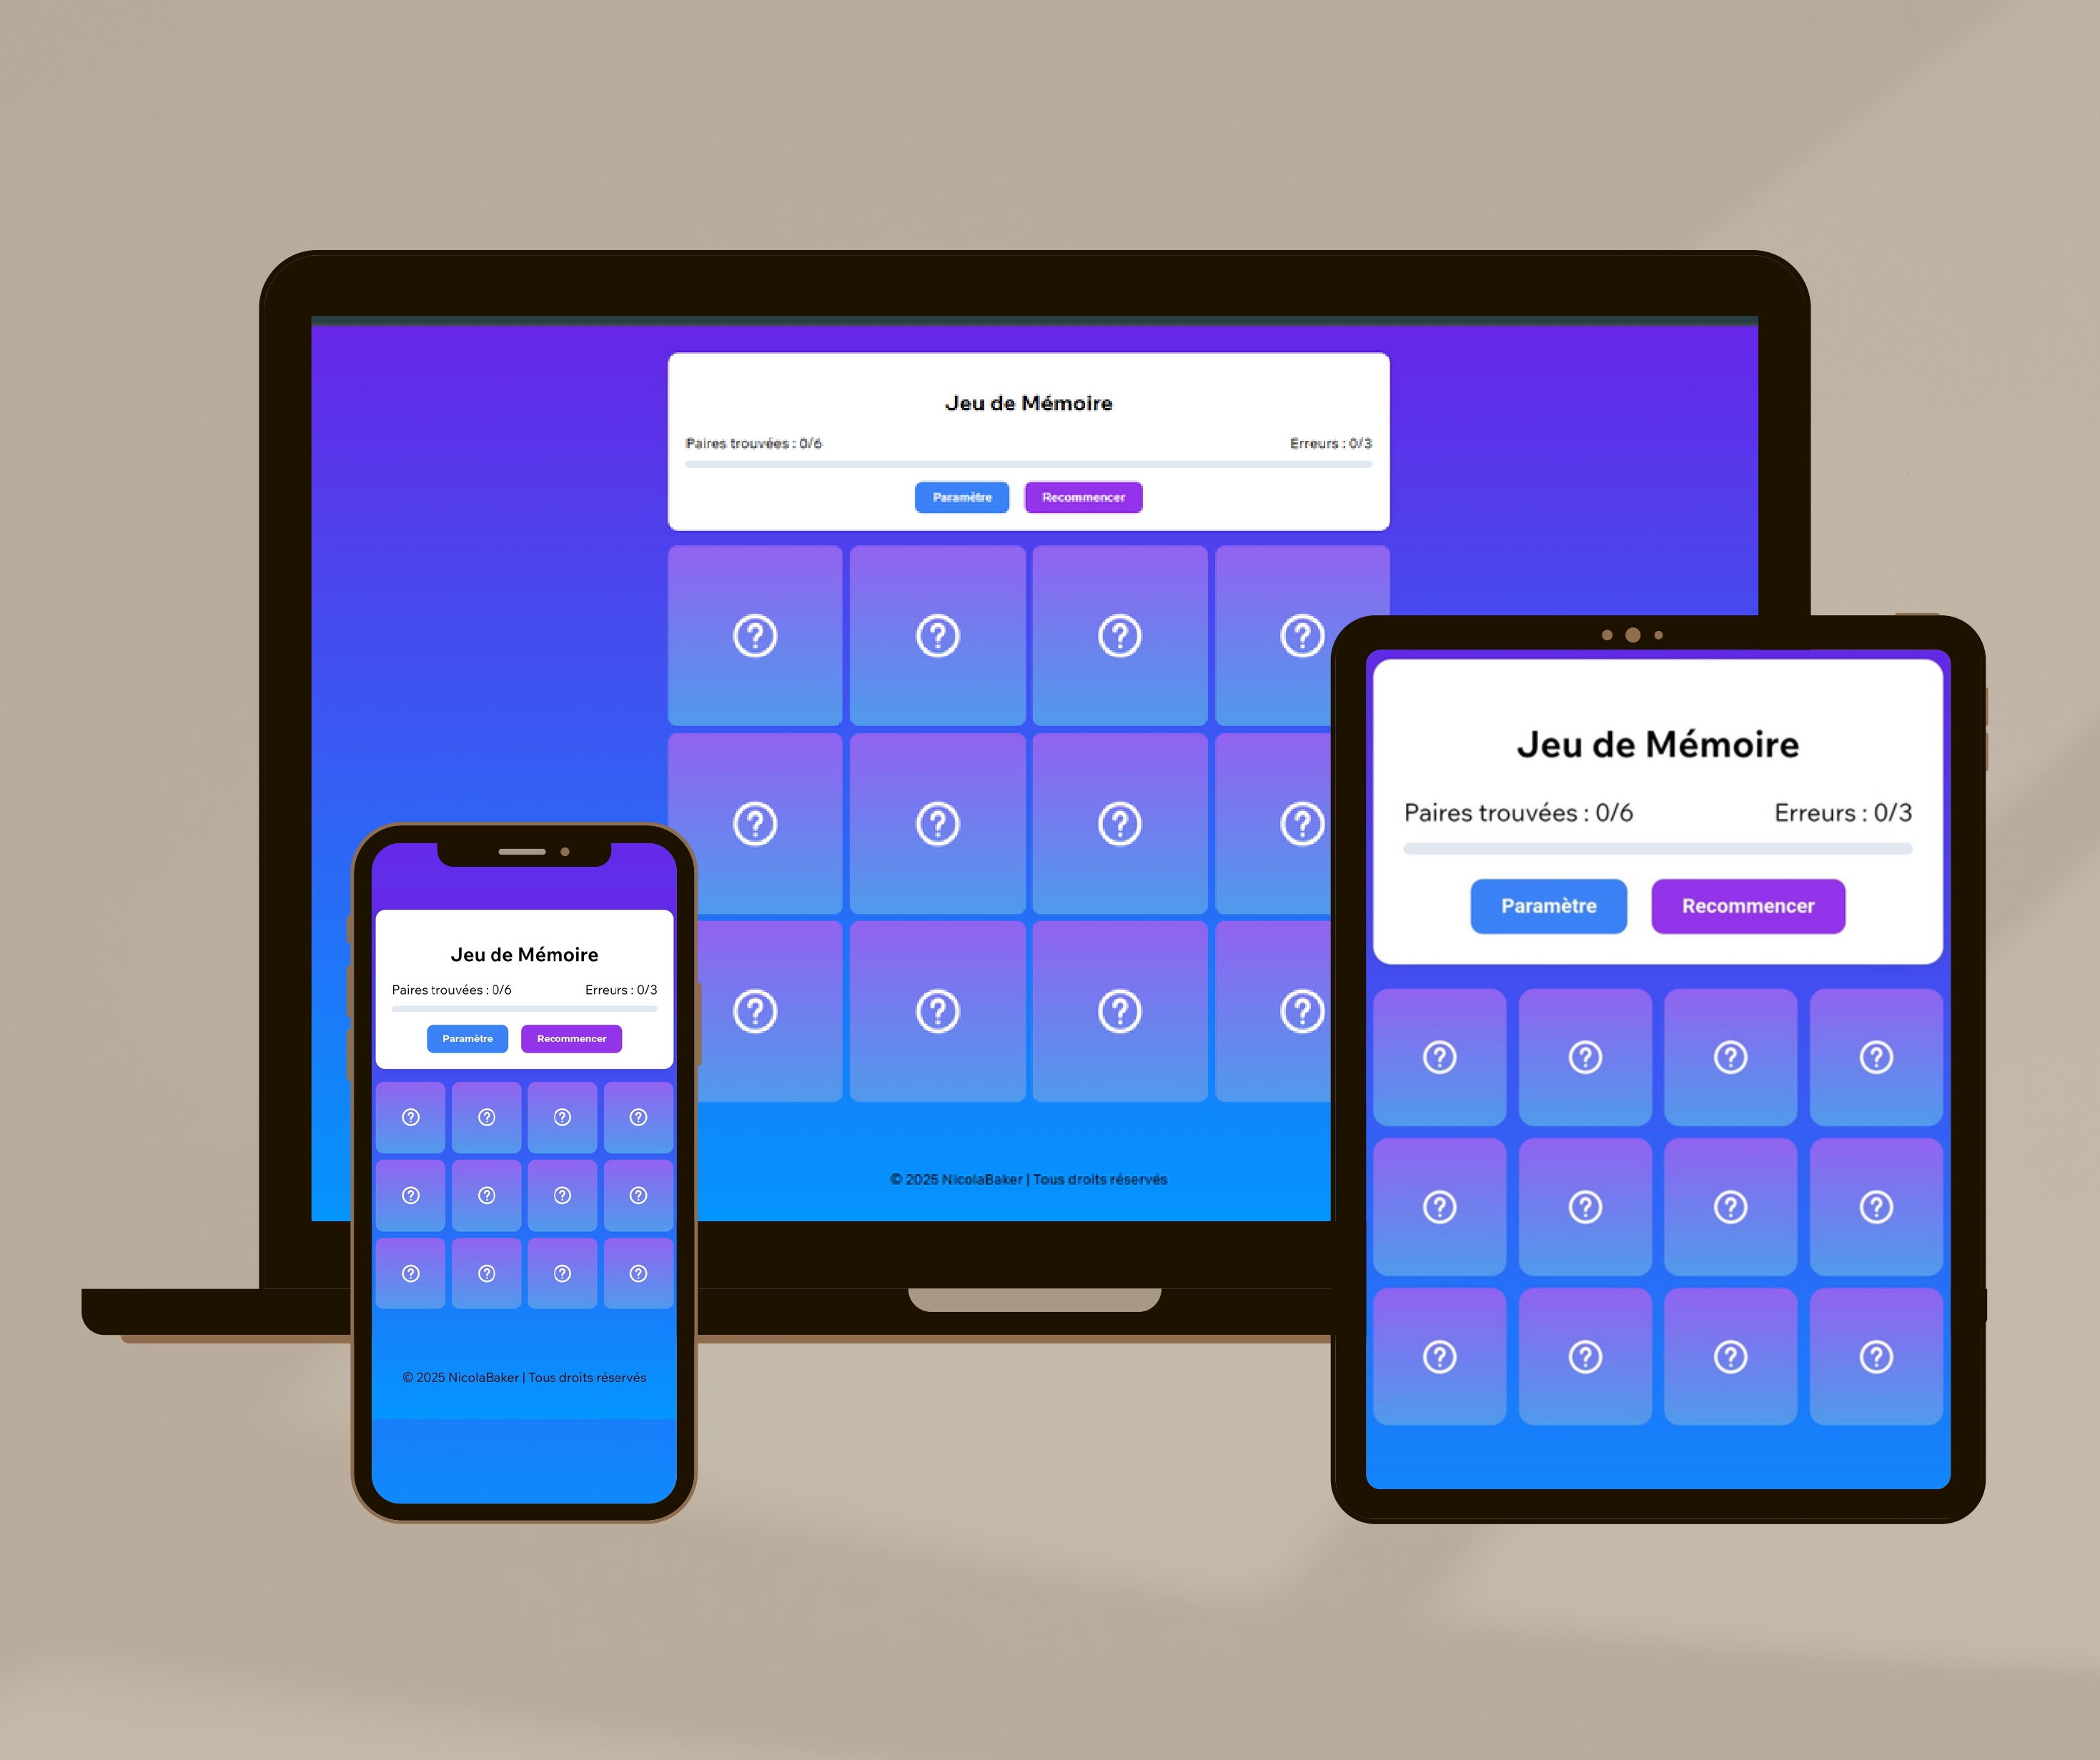 Jeu de Mémoire
Paires trouvées : 0/6 Erreurs : 0/3
Paramètre Recommencer
? ? ? ?
? ? ? ?
? ? ? ?
© 2025 NicolaBaker | Tous droits réservés
Jeu de Mémoire
Paires trouvées : 0/6 Erreurs : 0/3
Paramètre Recommencer
? ? ? ?
? ? ? ?
? ? ? ?
© 2025 NicolaBaker | Tous droits réservés
Jeu de Mémoire
Paires trouvées : 0/6 Erreurs : 0/3
Paramètre Recommencer
? ? ? ?
? ? ? ?
? ? ? ?